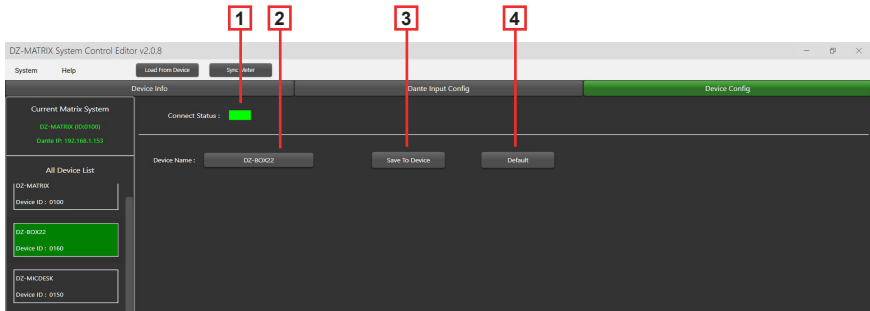 1 2 3 4
DZ-MATRIX System Control Editor v2.0.8
System Help Load From Device Sync Meter
Device Info Dante Input Config Device Config
Current Matrix System
DZ-MATRIX (ID:0100)
Dante IP: 192.168.1.153
Connect Status :
Device Name : DZ-BOX22 Save To Device Default
All Device List
DZ-MATRIX
Device ID : 0100
DZ-BOX22
Device ID : 0160
DZ-MICDESK
Device ID : 0150